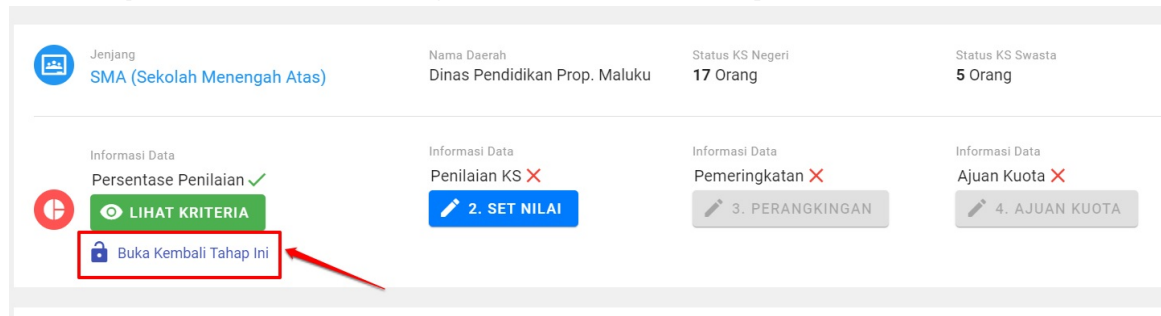 Jenjang
SMA (Sekolah Menengah Atas)
Nama Daerah
Dinas Pendidikan Prop. Maluku
Status KS Negeri
17 Orang
Status KS Swasta
5 Orang
Informasi Data
Persentase Penilaian
LIHAT KRITERIA
Buka Kembali Tahap Ini
Informasi Data
Penilaian KS
2. SET NILAI
Informasi Data
Pemeringkatan
3. PERANGKINGAN
Informasi Data
Ajuan Kuota
4. AJUAN KUOTA